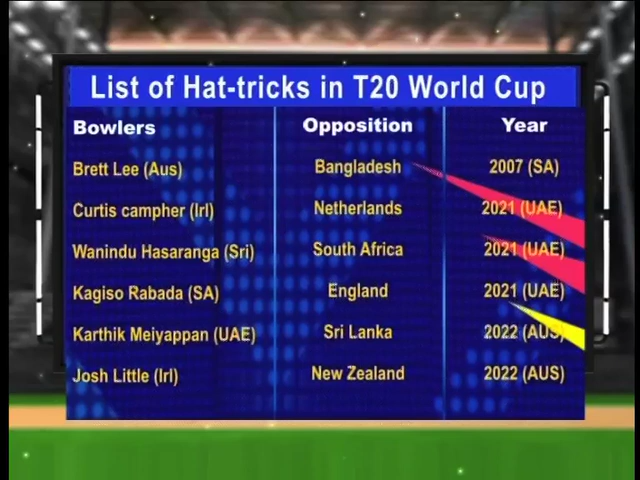 List of Hat-tricks in T20 World Cup
Bowlers Opposition Year
Brett Lee (Aus) Bangladesh 2007 (SA)
Curtis campher (Irl) Netherlands 2021 (UAE)
Wanindu Hasaranga (Sri) South Africa 2021 (UAE)
Kagiso Rabada (SA) England 2021 (UAE)
Karthik Meiyappan (UAE) Sri Lanka 2022 (AUS)
Josh Little (Irl) New Zealand 2022 (AUS)